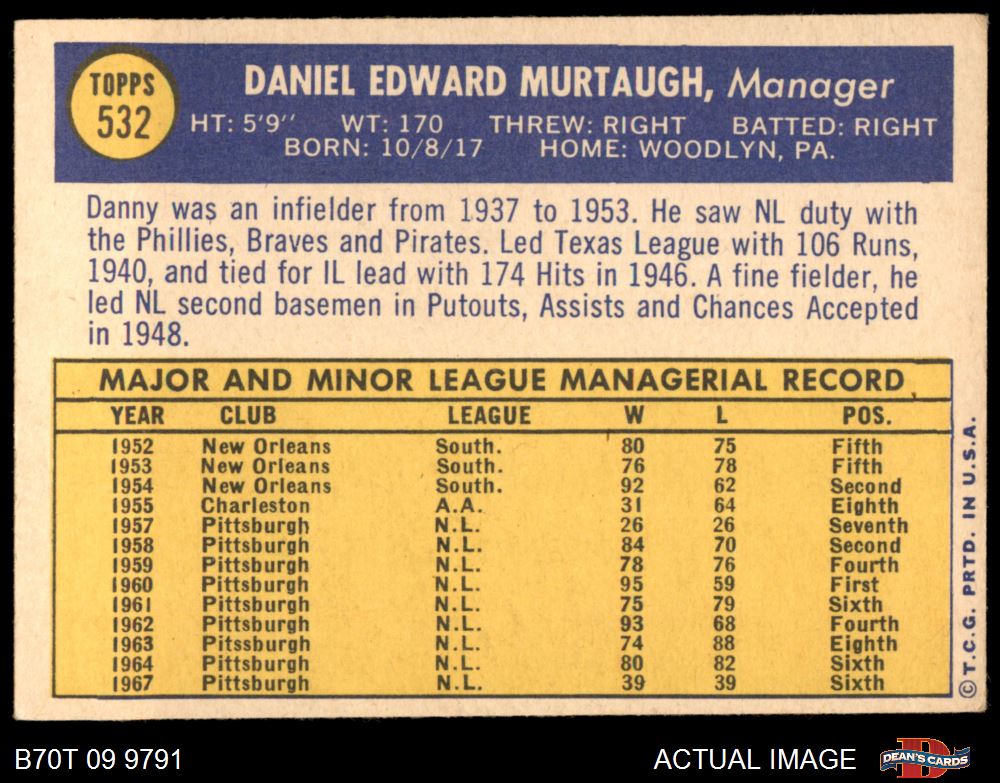 TOPPS
532
DANIEL EDWARD MURTAUGH, Manager
HT: 5'9'' WT: 170 THREW: RIGHT BATTED: RIGHT
BORN: 10/8/17 HOME: WOODLYN, PA.
Danny was an infielder from 1937 to 1953. He saw NL duty with
the Phillies, Braves and Pirates. Led Texas League with 106 Runs,
1940, and tied for IL lead with 174 Hits in 1946. A fine fielder, he
led NL second basemen in Putouts, Assists and Chances Accepted
in 1948.
MAJOR AND MINOR LEAGUE MANAGERIAL RECORD
YEAR CLUB LEAGUE W L POS.
1952 New Orleans South. 80 75 Fifth
1953 New Orleans South. 76 78 Fifth
1954 New Orleans South. 92 62 Second
1955 Charleston A.A. 31 64 Eighth
1957 Pittsburgh N.L. 26 26 Seventh
1958 Pittsburgh N.L. 84 70 Second
1959 Pittsburgh N.L. 78 76 Fourth
1960 Pittsburgh N.L. 95 59 First
1961 Pittsburgh N.L. 75 79 Sixth
1962 Pittsburgh N.L. 93 68 Fourth
1963 Pitssburgh N.L. 74 88 Eighth
1964 Pittsburgh N.L. 80 82 Sixth
1967 Pittsburgh N.L. 39 39 Sixth
© T.C.G. PRTD. IN U.S.A.
B70T 09 9791 ACTUAL IMAGE DEAN'S CARDS